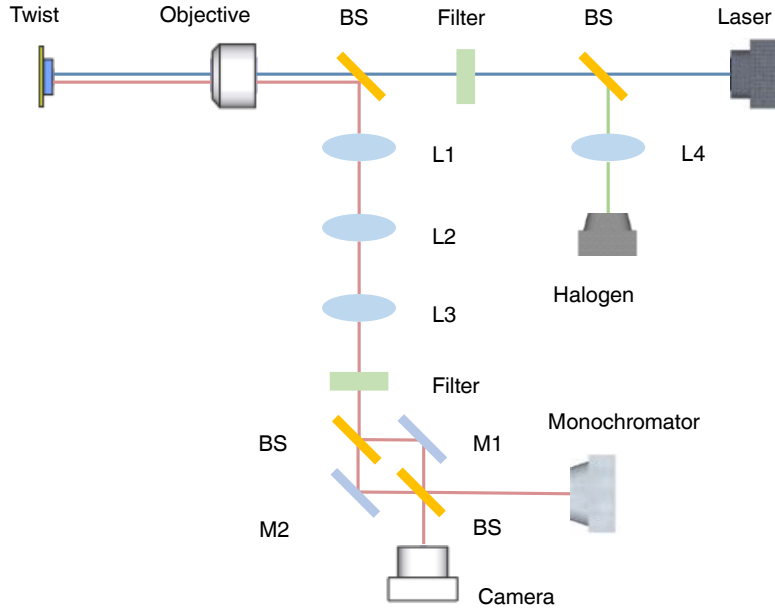 Twist
Objective
BS
Filter
BS
Laser
L1
L4
L2
Halogen
L3
Filter
Monochromator
BS
M1
M2
BS
Camera